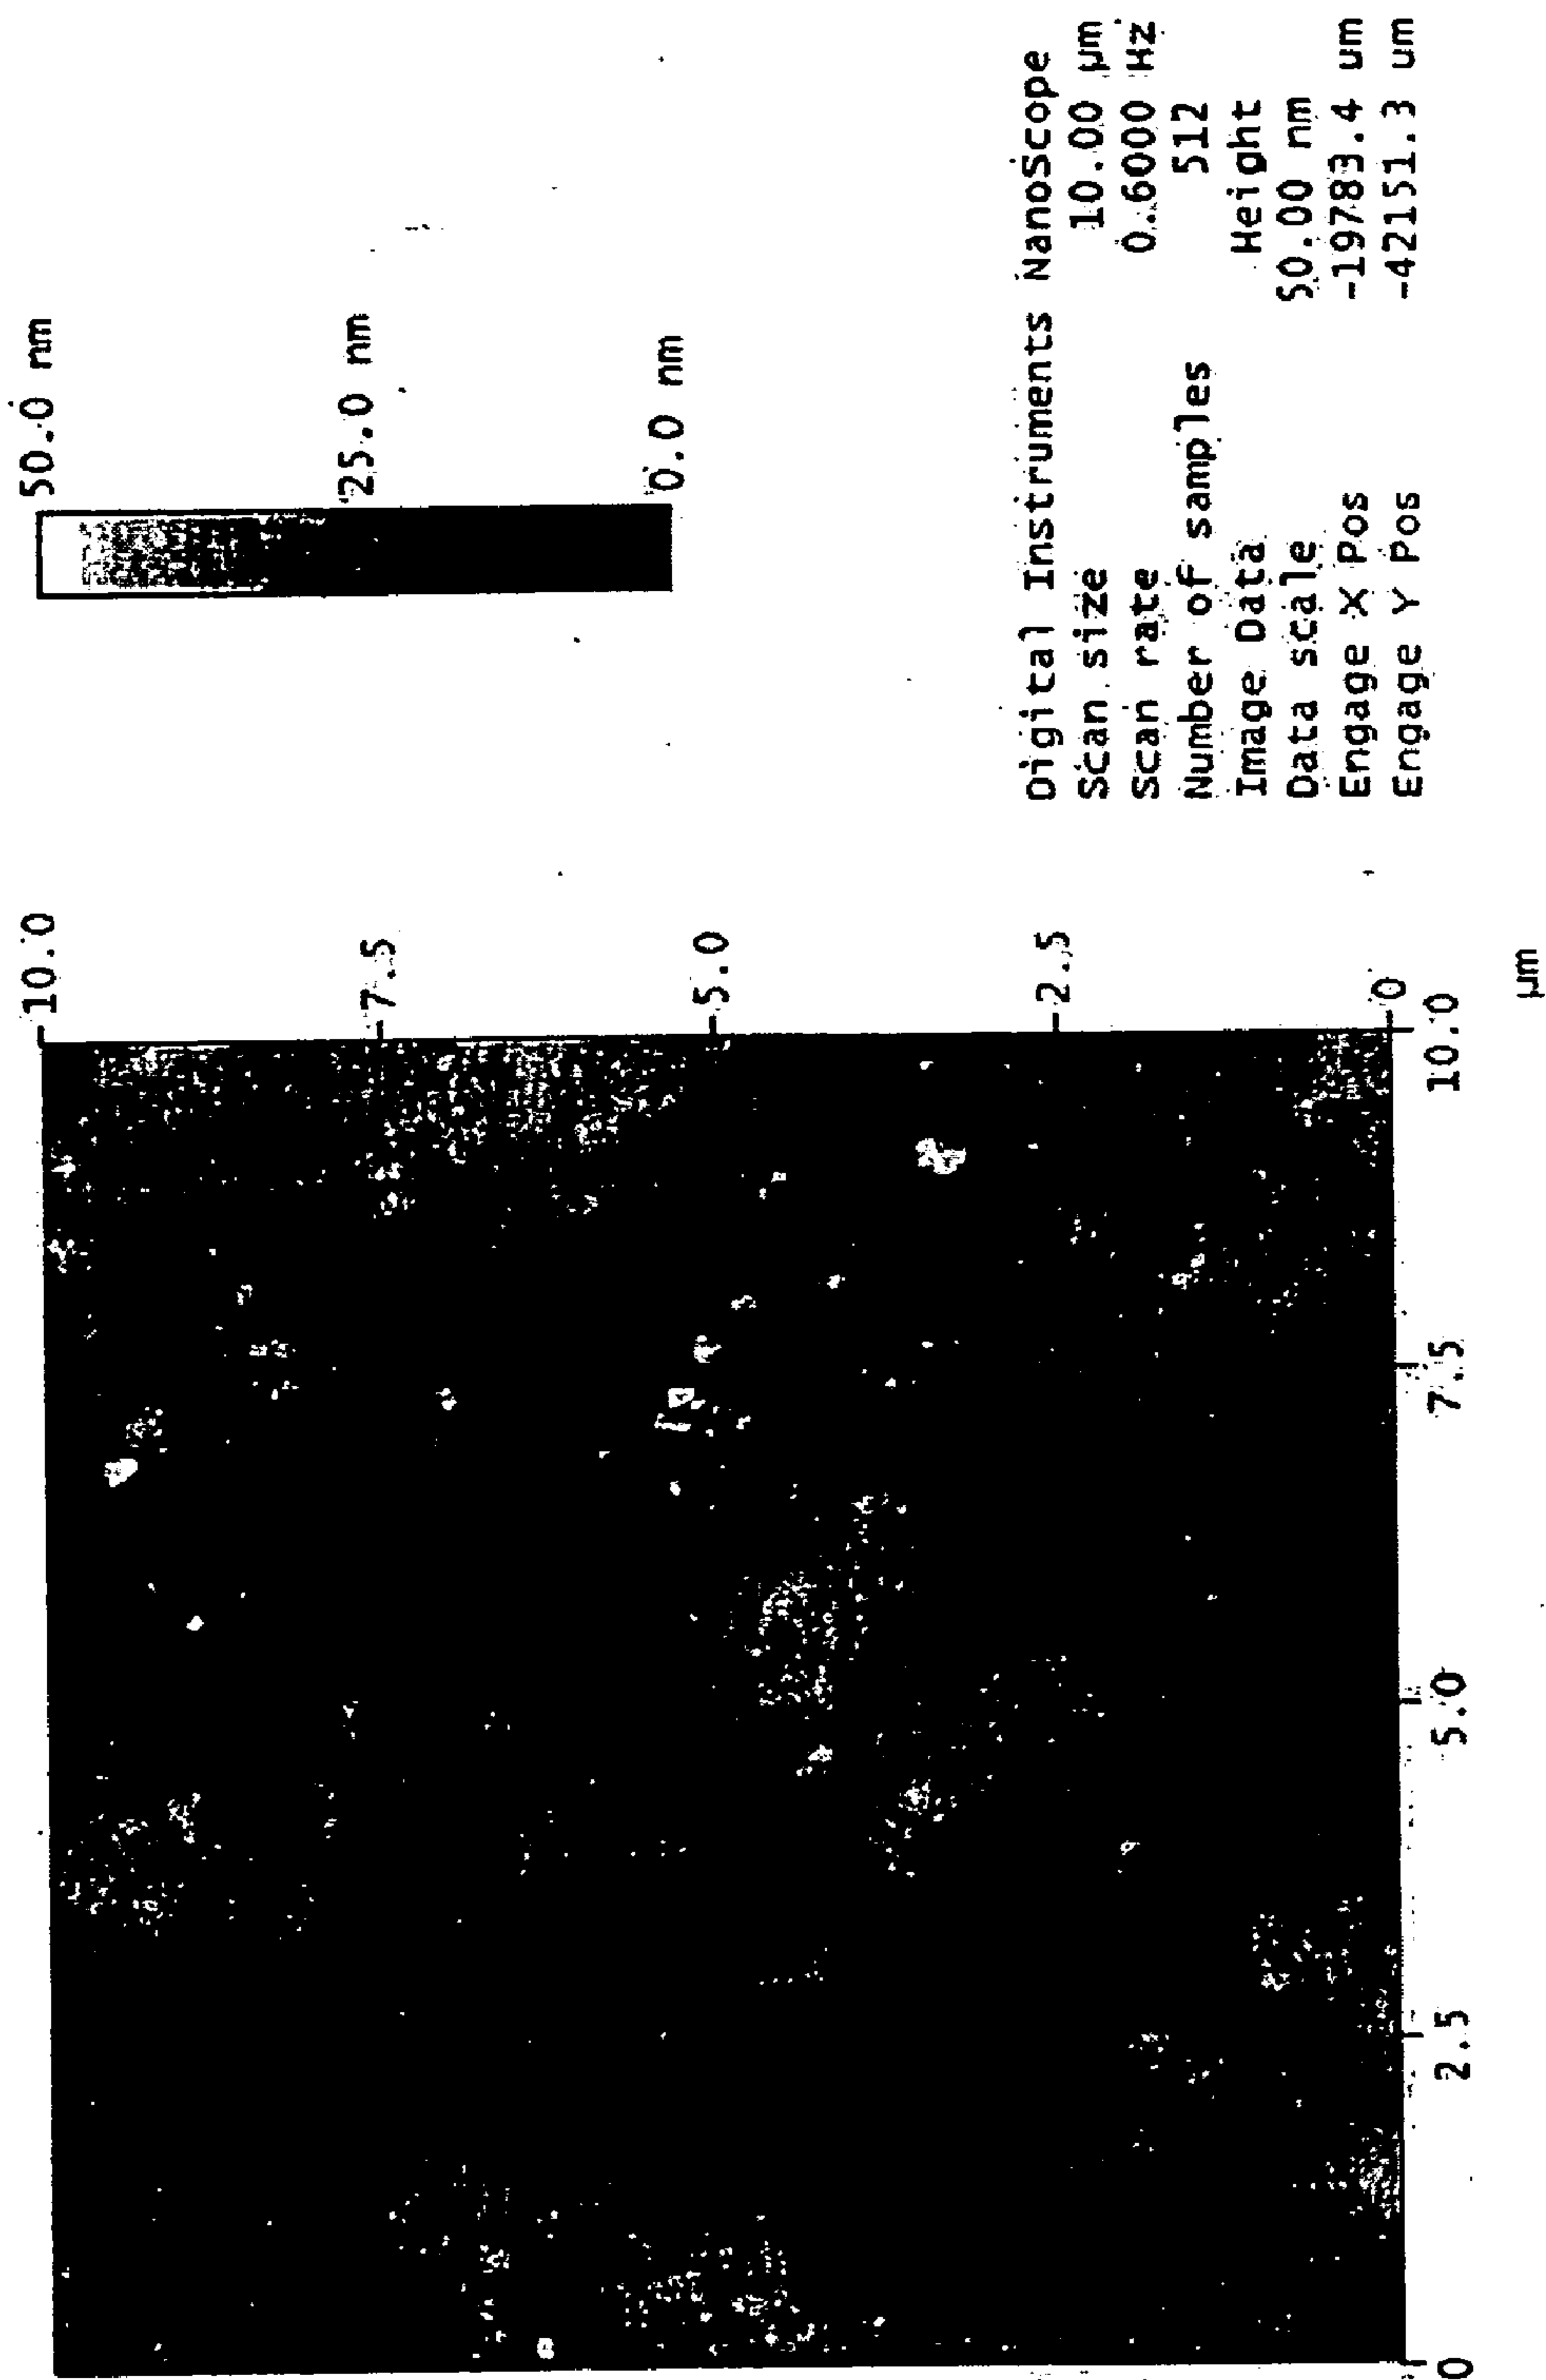 50.0 nm
25.0 nm
0.0 nm
10.0
7.5
5.0
2.5
0
0 2.5 5.0 7.5 10.0
µm
Digital Instruments NanoScope
Scan size 10.00 µm
Scan rate 0.6000 Hz
Number of samples 512
Image Data Height
Data scale 50.00 nm
Engage X Pos -19783.4 um
Engage Y Pos -42151.3 um